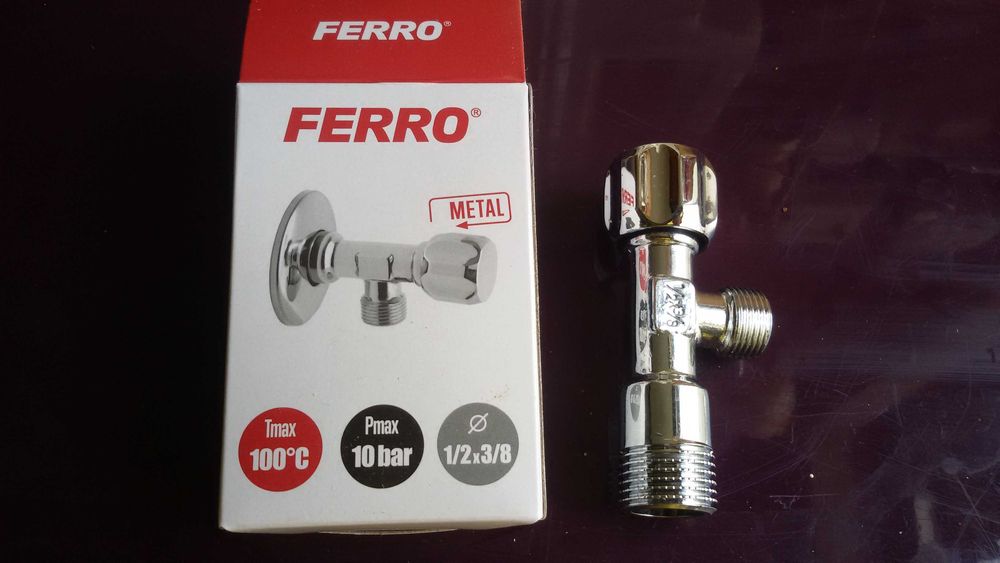 FERRO®
FERRO®
METAL
Tmax
100°C
Pmax
10 bar
Ø
1/2x3/8